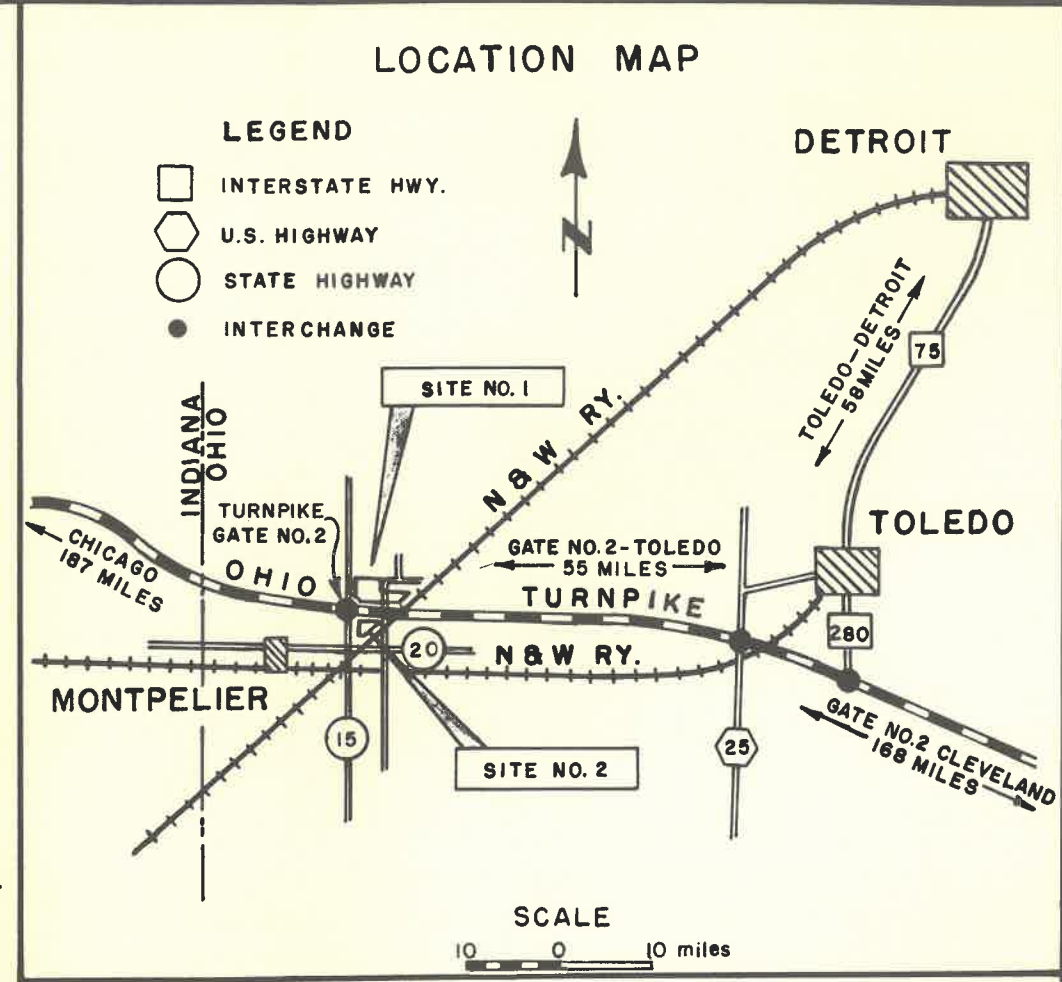 LOCATION MAP
LEGEND
INTERSTATE HWY.
U.S. HIGHWAY
STATE HIGHWAY
INTERCHANGE
N
DETROIT
SITE NO. 1
INDIANA
OHIO
N & W RY.
TOLEDO-DETROIT
58 MILES
75
TURNPIKE
GATE NO. 2
CHICAGO
187 MILES
OHIO
TURNPIKE
GATE NO. 2-TOLEDO
55 MILES
TOLEDO
280
20
N & W RY.
MONTPELIER
15
SITE NO. 2
25
GATE NO. 2 CLEVELAND
168 MILES
SCALE
10 0 10 miles